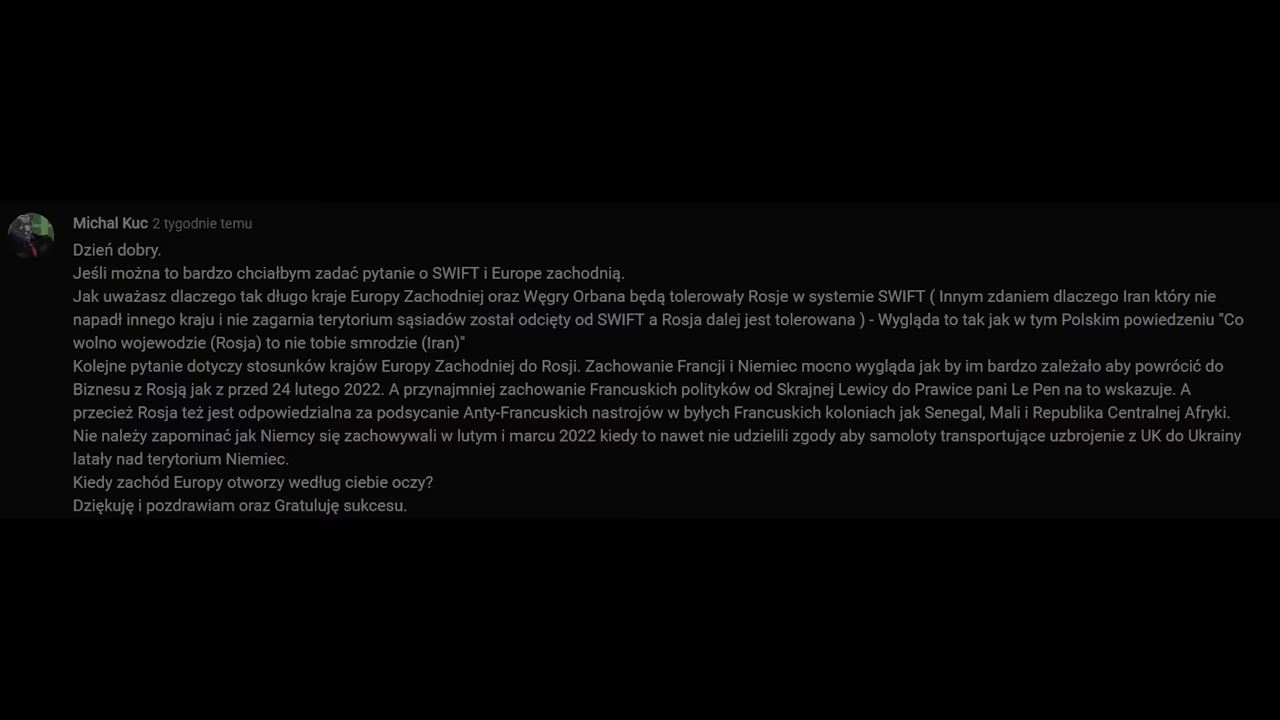 Michal Kuc 2 tygodnie temu
Dzień dobry.
Jeśli można to bardzo chciałbym zadać pytanie o SWIFT i Europe zachodnią.
Jak uważasz dlaczego tak długo kraje Europy Zachodniej oraz Węgry Orbana będą tolerowały Rosje w systemie SWIFT ( Innym zdaniem dlaczego Iran który nie
napadł innego kraju i nie zagarnia terytorium sąsiadów został odcięty od SWIFT a Rosja dalej jest tolerowana ) - Wygląda to tak jak w tym Polskim powiedzeniu "Co
wolno wojewodzie (Rosja) to nie tobie smrodzie (Iran)"
Kolejne pytanie dotyczy stosunków krajów Europy Zachodniej do Rosji. Zachowanie Francji i Niemiec mocno wygląda jak by im bardzo zależało aby powrócić do
Biznesu z Rosją jak z przed 24 lutego 2022. A przynajmniej zachowanie Francuskich polityków od Skrajnej Lewicy do Prawice pani Le Pen na to wskazuje. A
przecież Rosja też jest odpowiedzialna za podsycanie Anty-Francuskich nastrojów w byłych Francuskich koloniach jak Senegal, Mali i Republika Centralnej Afryki.
Nie należy zapominać jak Niemcy się zachowywali w lutym i marcu 2022 kiedy to nawet nie udzielili zgody aby samoloty transportujące uzbrojenie z UK do Ukrainy
latały nad terytorium Niemiec.
Kiedy zachód Europy otworzy według ciebie oczy?
Dziękuję i pozdrawiam oraz Gratuluję sukcesu.